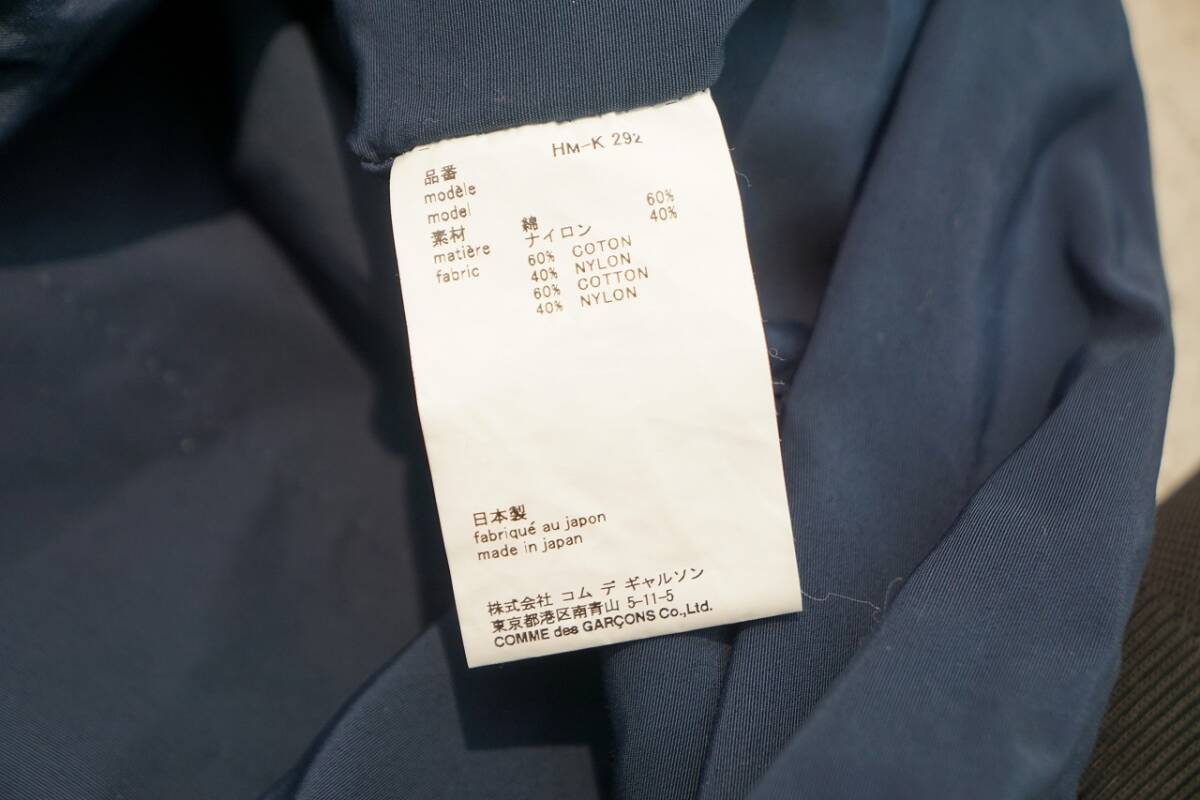 HM-K 292
品番
modèle
model
素材 綿 60%
matière ナイロン 40%
fabric 60% COTON
40% NYLON
60% COTTON
40% NYLON
日本製
fabriqué au japon
made in japan
株式会社 コム デ ギャルソン
東京都港区南青山 5-11-5
COMME des GARÇONS Co.,Ltd.